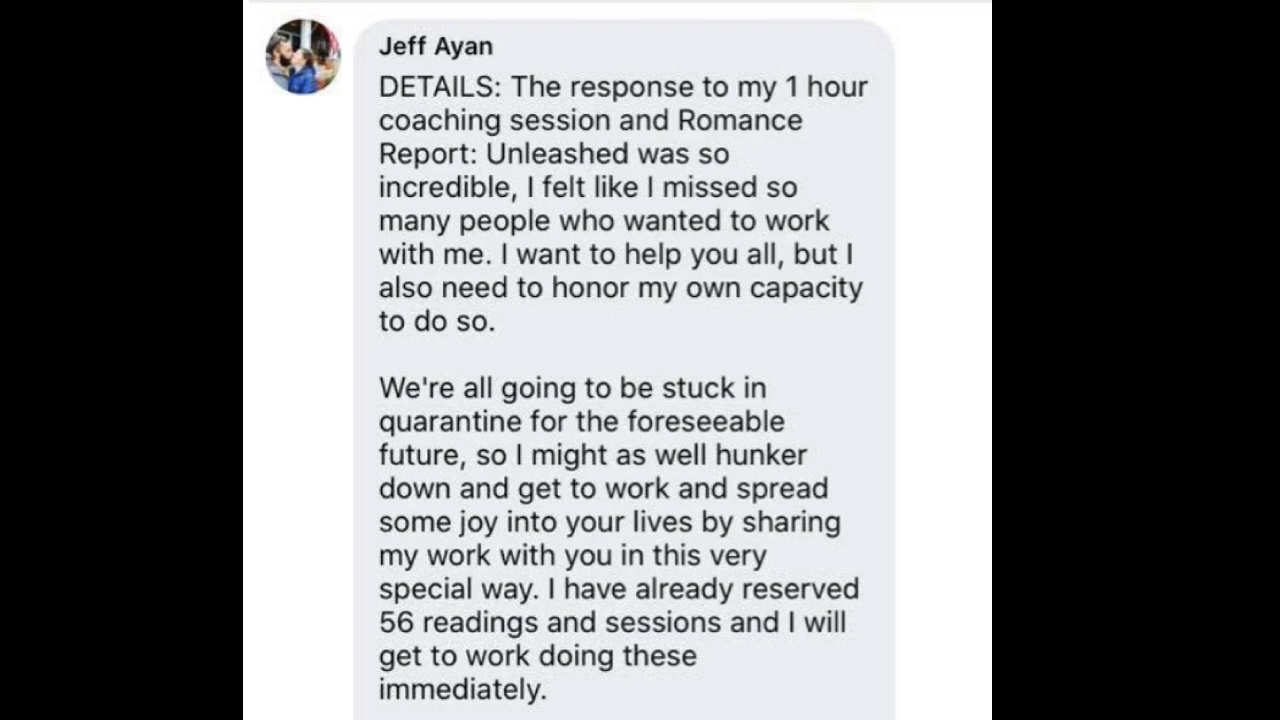 Jeff Ayan
DETAILS: The response to my 1 hour
coaching session and Romance
Report: Unleashed was so
incredible, I felt like I missed so
many people who wanted to work
with me. I want to help you all, but I
also need to honor my own capacity
to do so.
We're all going to be stuck in
quarantine for the foreseeable
future, so I might as well hunker
down and get to work and spread
some joy into your lives by sharing
my work with you in this very
special way. I have already reserved
56 readings and sessions and I will
get to work doing these
immediately.